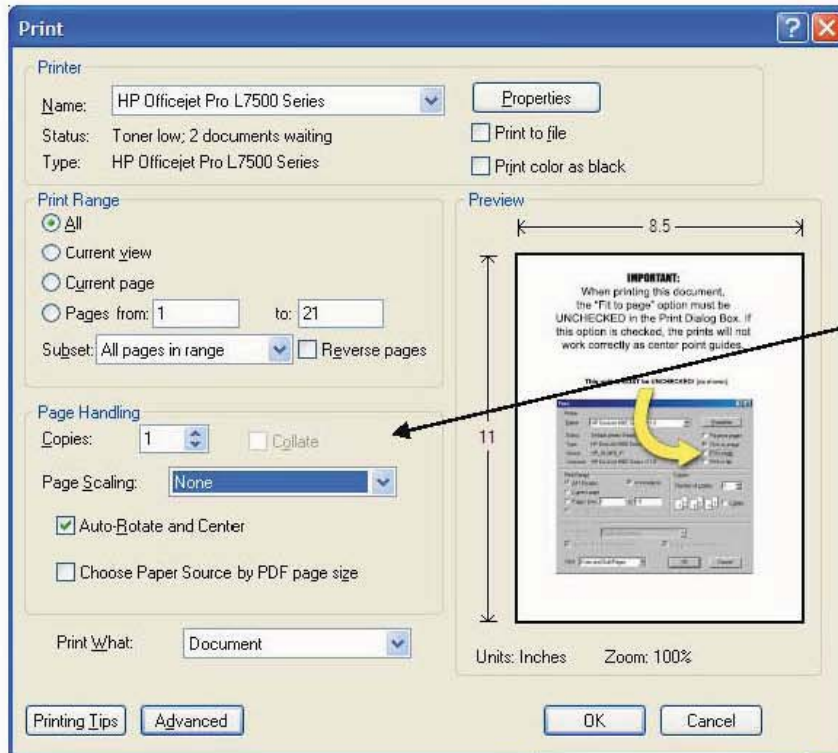 Print
Printer
Name: HP Officejet Pro L7500 Series
Properties
Status: Toner low; 2 documents waiting
Print to file
Type: HP Officejet Pro L7500 Series
Print color as black
Print Range
All
Current view
Current page
Pages from: 1 to: 21
Subset: All pages in range Reverse pages
Page Handling
Copies: 1 Collate
Page Scaling: None
Auto-Rotate and Center
Choose Paper Source by PDF page size
Print What: Document
Preview
8.5
11
IMPORTANT:
When printing this document,
the "Fit to page" option must be
UNCHECKED in the Print Dialog Box. If
this option is checked, the prints will not
work correctly as center point guides.
MUST be UNCHECKED! (as shown)
Units: Inches Zoom: 100%
Printing Tips Advanced OK Cancel